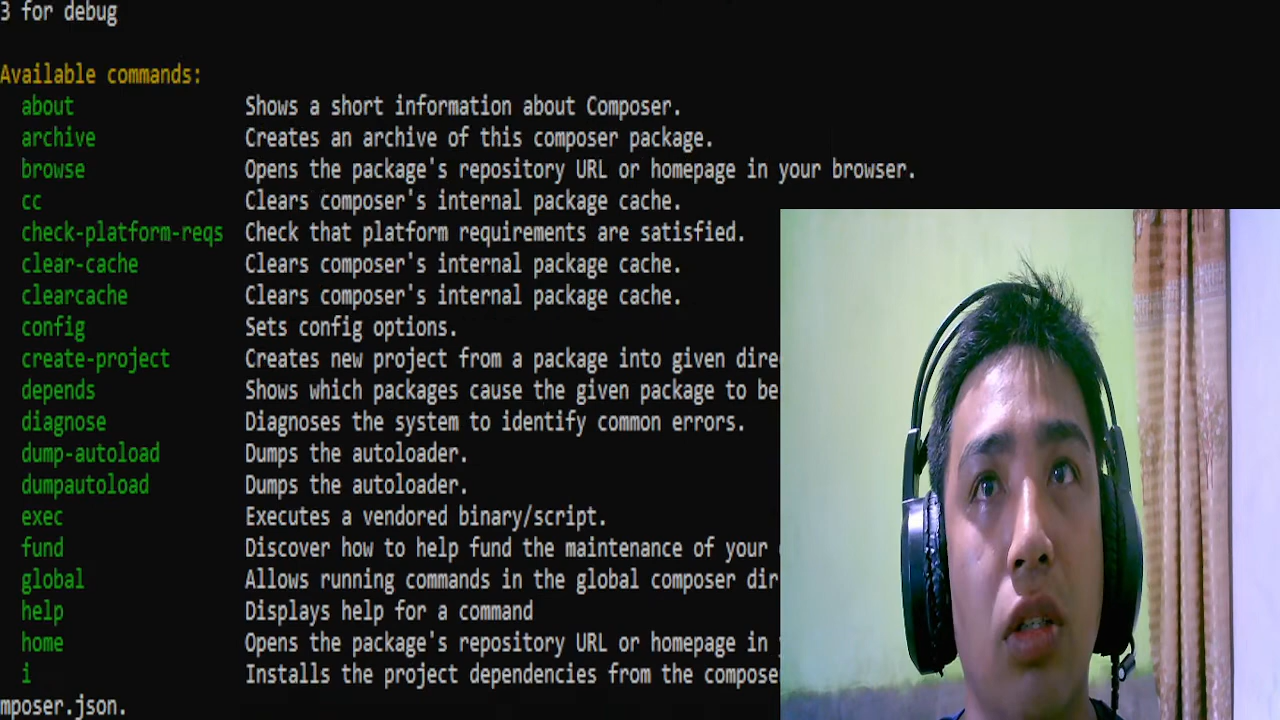 3 for debug
Available commands:
about Shows a short information about Composer.
archive Creates an archive of this composer package.
browse Opens the package's repository URL or homepage in your browser.
cc Clears composer's internal package cache.
check-platform-reqs Check that platform requirements are satisfied.
clear-cache Clears composer's internal package cache.
clearcache Clears composer's internal package cache.
config Sets config options.
create-project Creates new project from a package into given
depends Shows which packages cause the given package to be
diagnose Diagnoses the system to identify common errors.
dump-autoload Dumps the autoloader.
dumpautoload Dumps the autoloader.
exec Executes a vendored binary/script.
fund Discover how to help fund the maintenance of your
global Allows running commands in the global composer
help Displays help for a command
home Opens the package's repository URL or homepage in
i Installs the project dependencies from the
mposer.json.